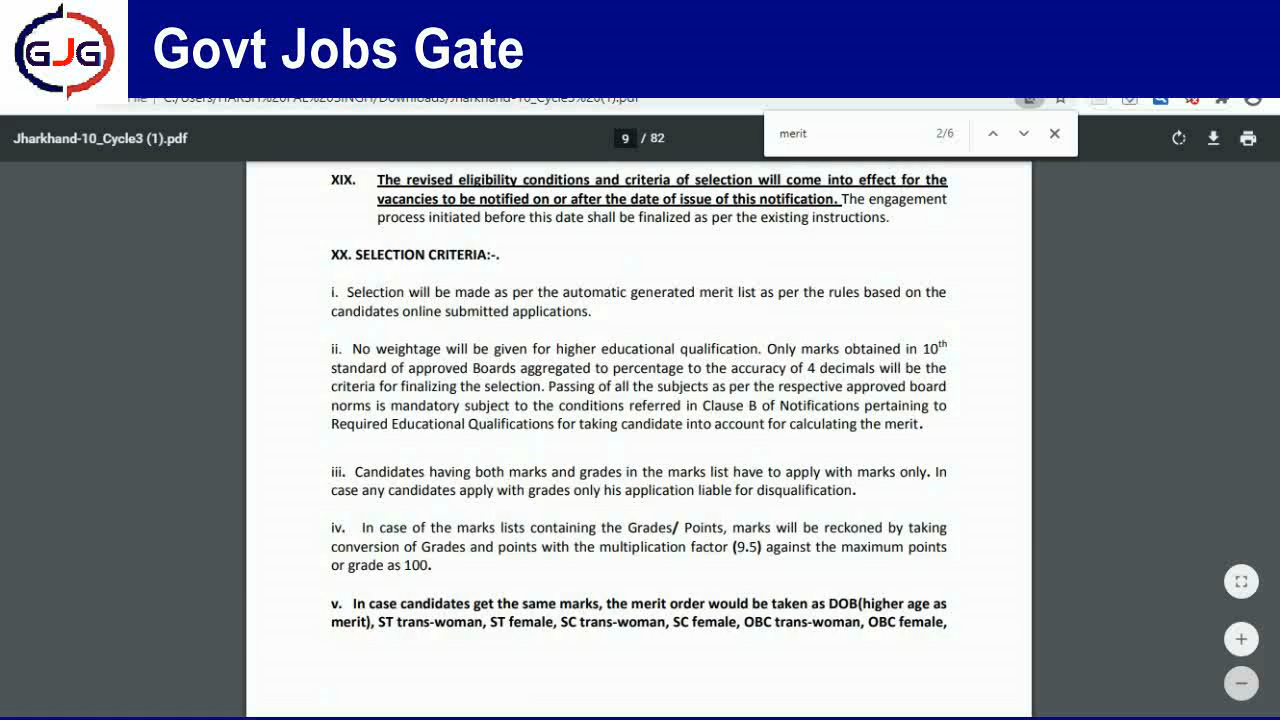 GJG
Govt Jobs Gate
File | C:/Users/HARSH%20PAL%20SINGH/Downloads/Jharkhand-10_Cycle3%20(1).pdf
Jharkhand-10_Cycle3 (1).pdf
9 / 82
merit
2/6
XIX. The revised eligibility conditions and criteria of selection will come into effect for the
vacancies to be notified on or after the date of issue of this notification. The engagement
process initiated before this date shall be finalized as per the existing instructions.
XX. SELECTION CRITERIA:-.
i. Selection will be made as per the automatic generated merit list as per the rules based on the
candidates online submitted applications.
ii. No weightage will be given for higher educational qualification. Only marks obtained in 10th
standard of approved Boards aggregated to percentage to the accuracy of 4 decimals will be the
criteria for finalizing the selection. Passing of all the subjects as per the respective approved board
norms is mandatory subject to the conditions referred in Clause B of Notifications pertaining to
Required Educational Qualifications for taking candidate into account for calculating the merit.
iii. Candidates having both marks and grades in the marks list have to apply with marks only. In
case any candidates apply with grades only his application liable for disqualification.
iv. In case of the marks lists containing the Grades/ Points, marks will be reckoned by taking
conversion of Grades and points with the multiplication factor (9.5) against the maximum points
or grade as 100.
v. In case candidates get the same marks, the merit order would be taken as DOB(higher age as
merit), ST trans-woman, ST female, SC trans-woman, SC female, OBC trans-woman, OBC female,